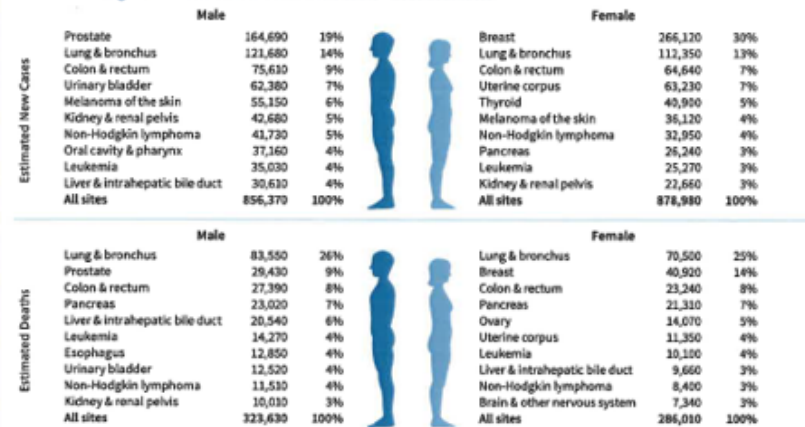 Male
Prostate 164,690 19%
Lung & bronchus 121,680 14%
Colon & rectum 75,610 9%
Urinary bladder 62,380 7%
Melanoma of the skin 55,150 6%
Kidney & renal pelvis 42,680 5%
Non-Hodgkin lymphoma 41,730 5%
Oral cavity & pharynx 37,160 4%
Leukemia 35,030 4%
Liver & intrahepatic bile duct 30,610 4%
All sites 856,370 100%
Female
Breast 266,120 30%
Lung & bronchus 112,350 13%
Colon & rectum 64,640 7%
Uterine corpus 63,230 7%
Thyroid 40,900 5%
Melanoma of the skin 36,120 4%
Non-Hodgkin lymphoma 32,950 4%
Pancreas 26,240 3%
Leukemia 25,270 3%
Kidney & renal pelvis 22,660 3%
All sites 878,980 100%
Estimated New Cases
Male
Lung & bronchus 83,550 26%
Prostate 29,430 9%
Colon & rectum 27,390 8%
Pancreas 23,020 7%
Liver & intrahepatic bile duct 20,540 6%
Leukemia 14,270 4%
Esophagus 12,850 4%
Urinary bladder 12,520 4%
Non-Hodgkin lymphoma 11,510 4%
Kidney & renal pelvis 10,010 3%
All sites 323,630 100%
Female
Lung & bronchus 70,500 25%
Breast 40,920 14%
Colon & rectum 23,240 8%
Pancreas 21,310 7%
Ovary 14,070 5%
Uterine corpus 11,350 4%
Leukemia 10,100 4%
Liver & intrahepatic bile duct 9,660 3%
Non-Hodgkin lymphoma 8,400 3%
Brain & other nervous system 7,340 3%
All sites 286,010 100%
Estimated Deaths